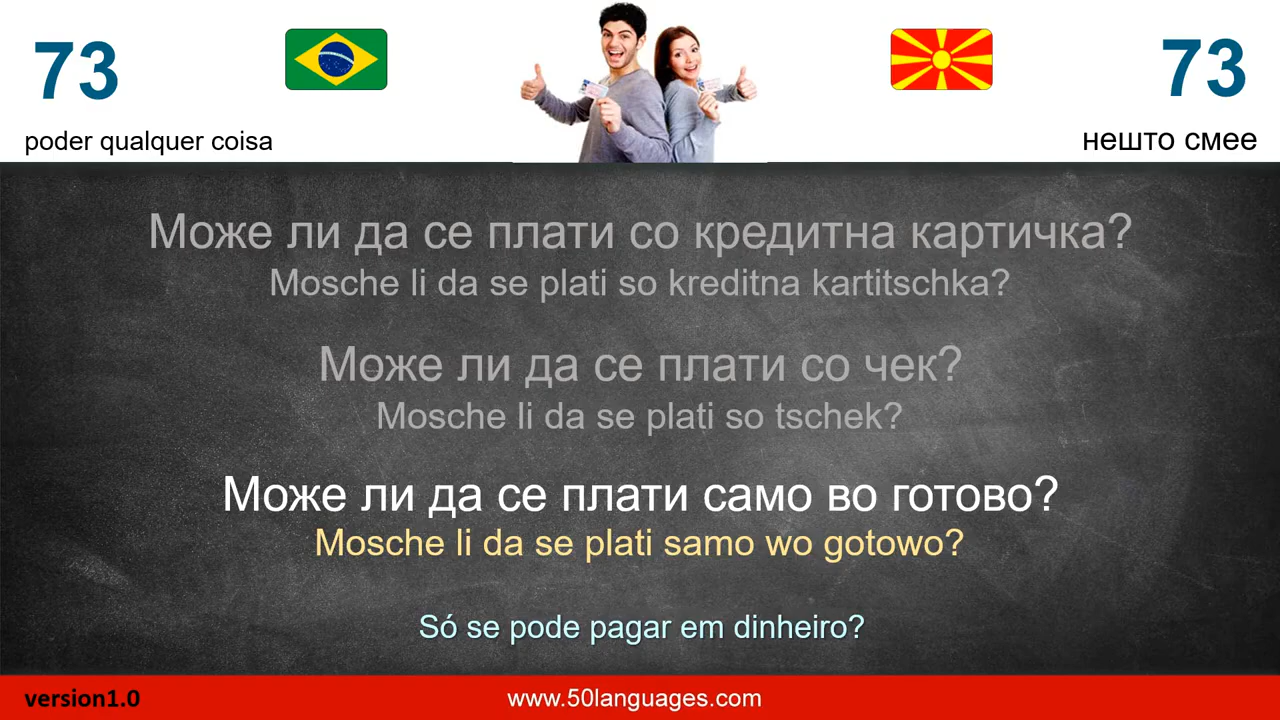 73
73
poder qualquer coisa
нешто смее
Може ли да се плати со кредитна картичка?
Mosche li da se plati so kreditna kartitschka?
Може ли да се плати со чек?
Mosche li da se plati so tschek?
Може ли да се плати само во готово?
Mosche li da se plati samo wo gotowo?
Só se pode pagar em dinheiro?
version1.0
www.50languages.com